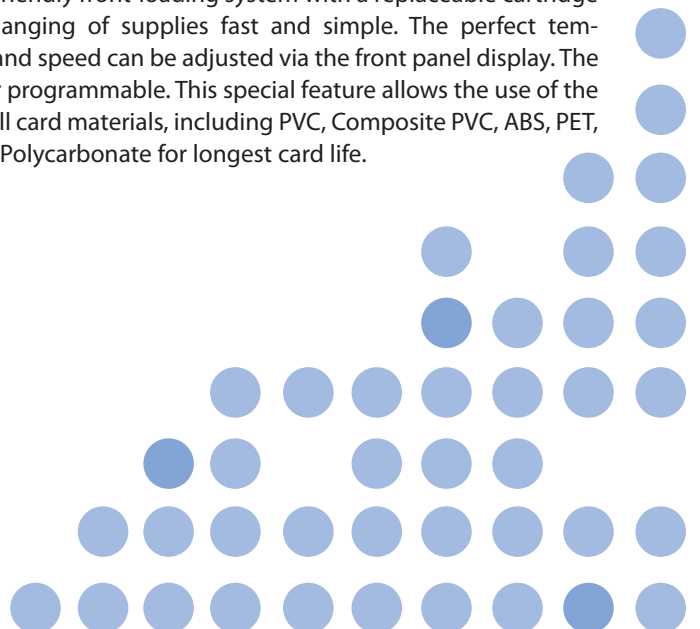 endly front loading system with a replaceable cartridge
anging of supplies fast and simple. The perfect tem-
and speed can be adjusted via the front panel display. The
programmable. This special feature allows the use of the
ll card materials, including PVC, Composite PVC, ABS, PET,
Polycarbonate for longest card life.